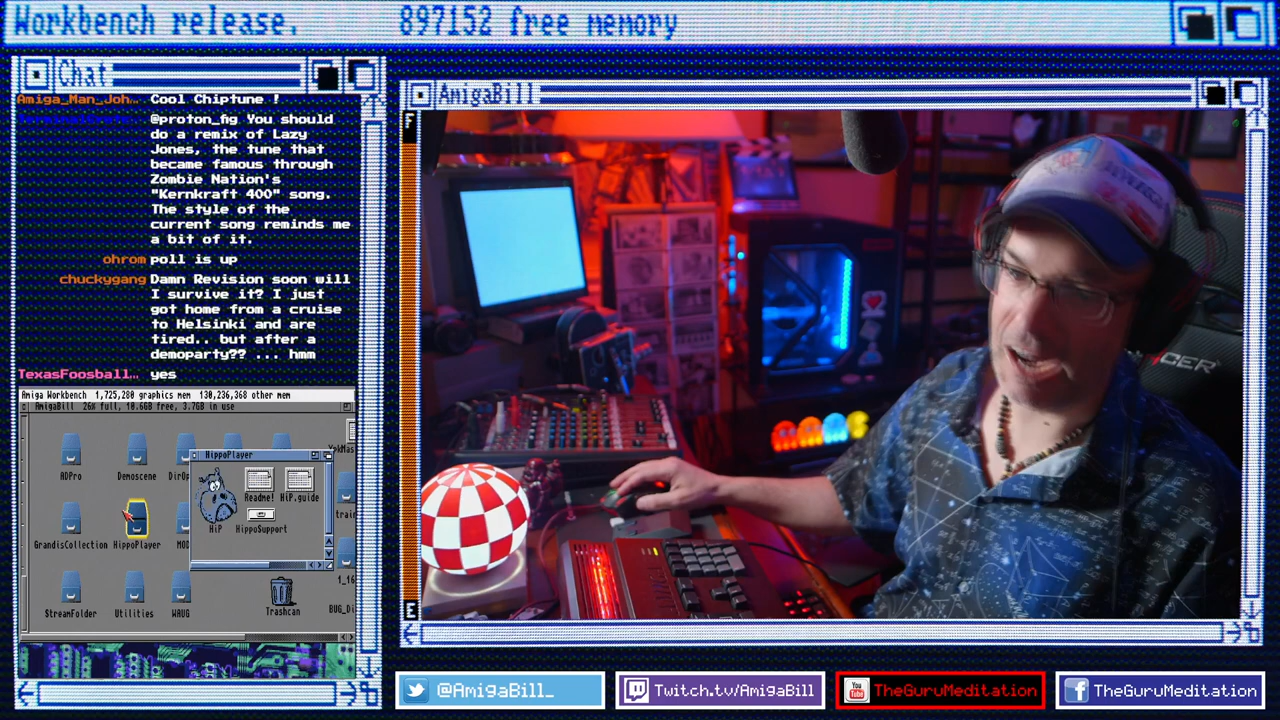 Workbench release.
897152 free memory
Chat
Amiga_Man_Joh… Cool Chiptune !
@proton_hg You should
do a remix of Lazy
Jones, the tune that
became famous through
Zombie Nation's
"Kernkraft 400" song.
The style of the
current song reminds me
a bit of it.
ohrom poll is up
chuckygang Damn Revision soon will
I survive it? I just
got home from a cruise
to Helsinki and are
tired.. but after a
demoparty?? ... hmm
TexasFoosball… yes
Amiga Workbench 1,725,280 graphics mem 130,236,368 other mem
AmigaBill 26% full, 10.6GB free, 3.7GB in use
ADPro
Demoscene
DirOp
HippoPlayer
Readme!
HiP.guide
HiP
HippoSupport
GrandisCollection
HippoPlayer
MOD
StreamFolder
Utilities
WAUG
Trashcan
AmigaBill
F
E
@AmigaBill_
Twitch.tv/AmigaBill
You
Tube
TheGuruMeditation
f
TheGuruMeditation